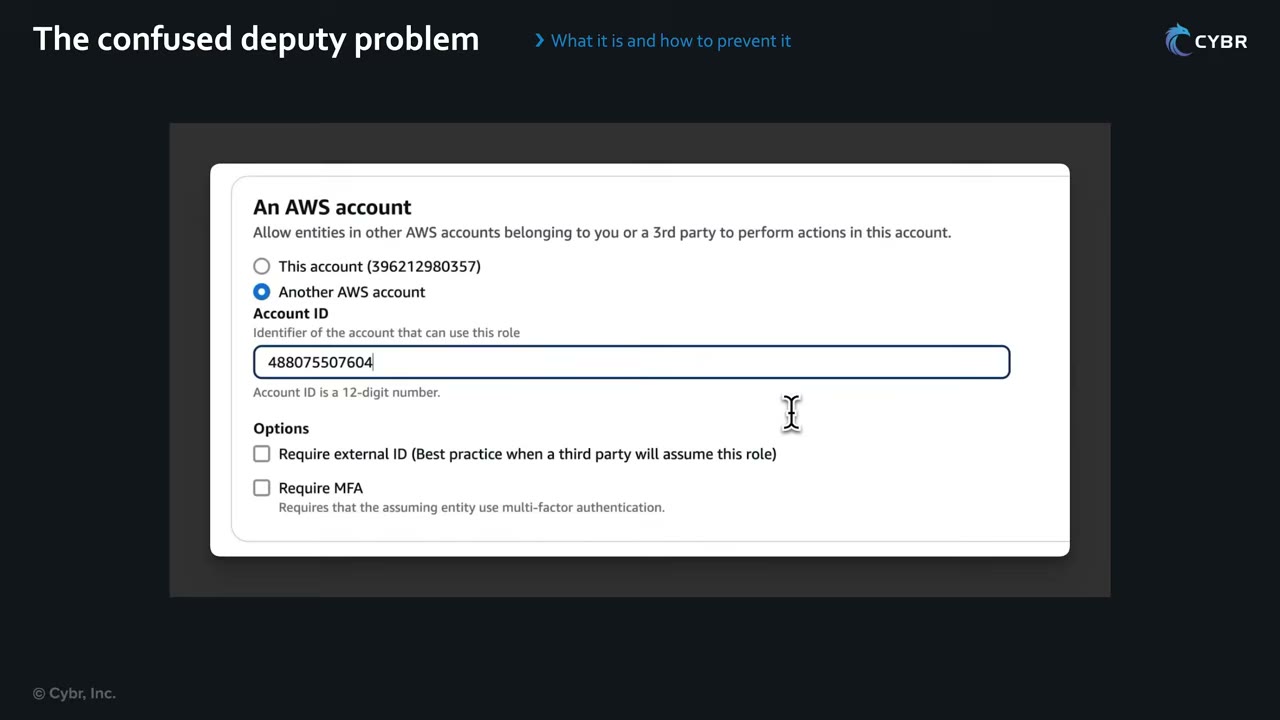 The confused deputy problem
❯ What it is and how to prevent it
CYBR
An AWS account
Allow entities in other AWS accounts belonging to you or a 3rd party to perform actions in this account.
This account (396212980357)
Another AWS account
Account ID
Identifier of the account that can use this role
488075507604
Account ID is a 12-digit number.
Options
Require external ID (Best practice when a third party will assume this role)
Require MFA
Requires that the assuming entity use multi-factor authentication.
© Cybr, Inc.